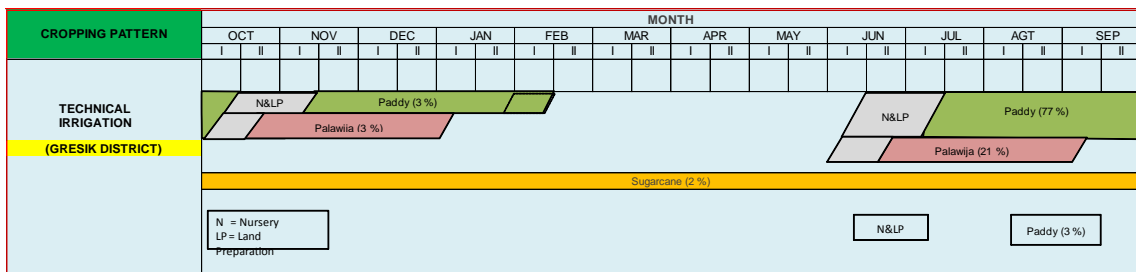 CROPPING PATTERN
MONTH
OCT NOV DEC JAN FEB MAR APR MAY JUN JUL AGT SEP
I II I II I II I II I II I II I II I II I II I II I II I II
TECHNICAL
IRRIGATION
(GRESIK DISTRICT)
N&LP
Paddy (3 %)
Palawija (3 %)
N&LP
Paddy (77 %)
Palawija (21 %)
Sugarcane (2 %)
N = Nursery
LP = Land
Preparation
N&LP
Paddy (3 %)